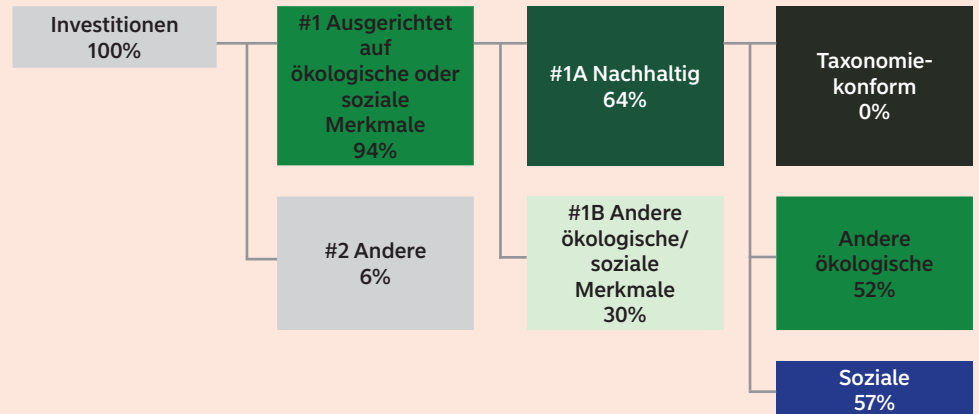 Investitionen
100%
#1 Ausgerichtet
auf
ökologische oder
soziale
Merkmale
94%
#1A Nachhaltig
64%
Taxonomie-
konform
0%
#2 Andere
6%
#1B Andere
ökologische/
soziale
Merkmale
30%
Andere
ökologische
52%
Soziale
57%